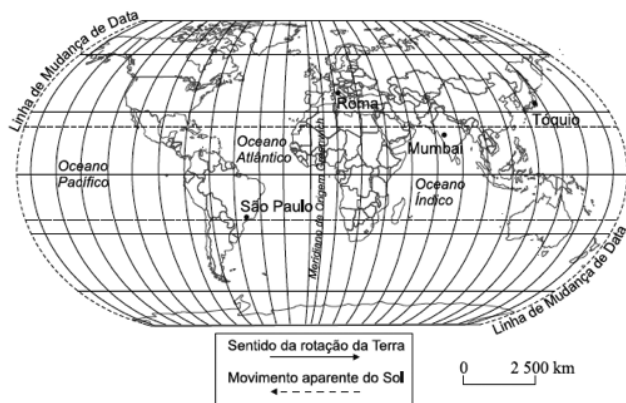 Linha de Mudança de Data
Roma
Tóquio
Mumbai
Oceano
Atlântico
Oceano
Pacífico
Oceano
Índico
São Paulo
Meridiano de Origem Greenwich
Linha de Mudança de Data
Sentido da rotação da Terra
Movimento aparente do Sol
0 2 500 km